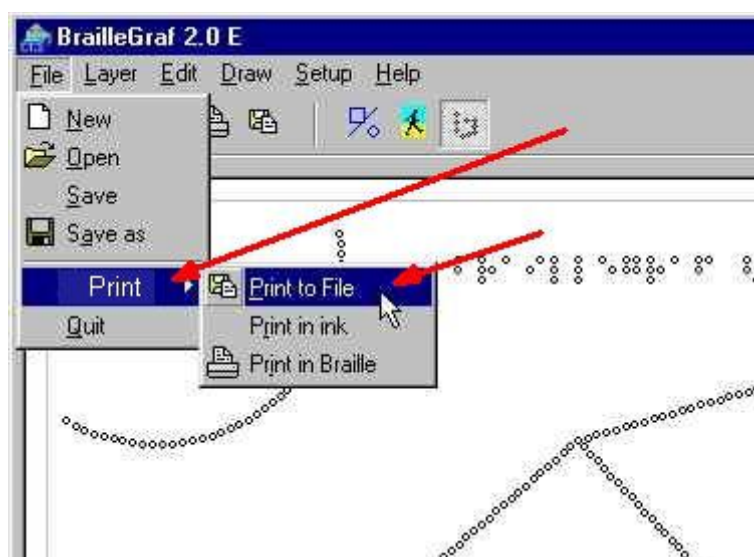 BrailleGraf 2.0 E
File Layer Edit Draw Setup Help
New
Open
Save
Save as
Print
Quit
Print to File
Print in ink
Print in Braille